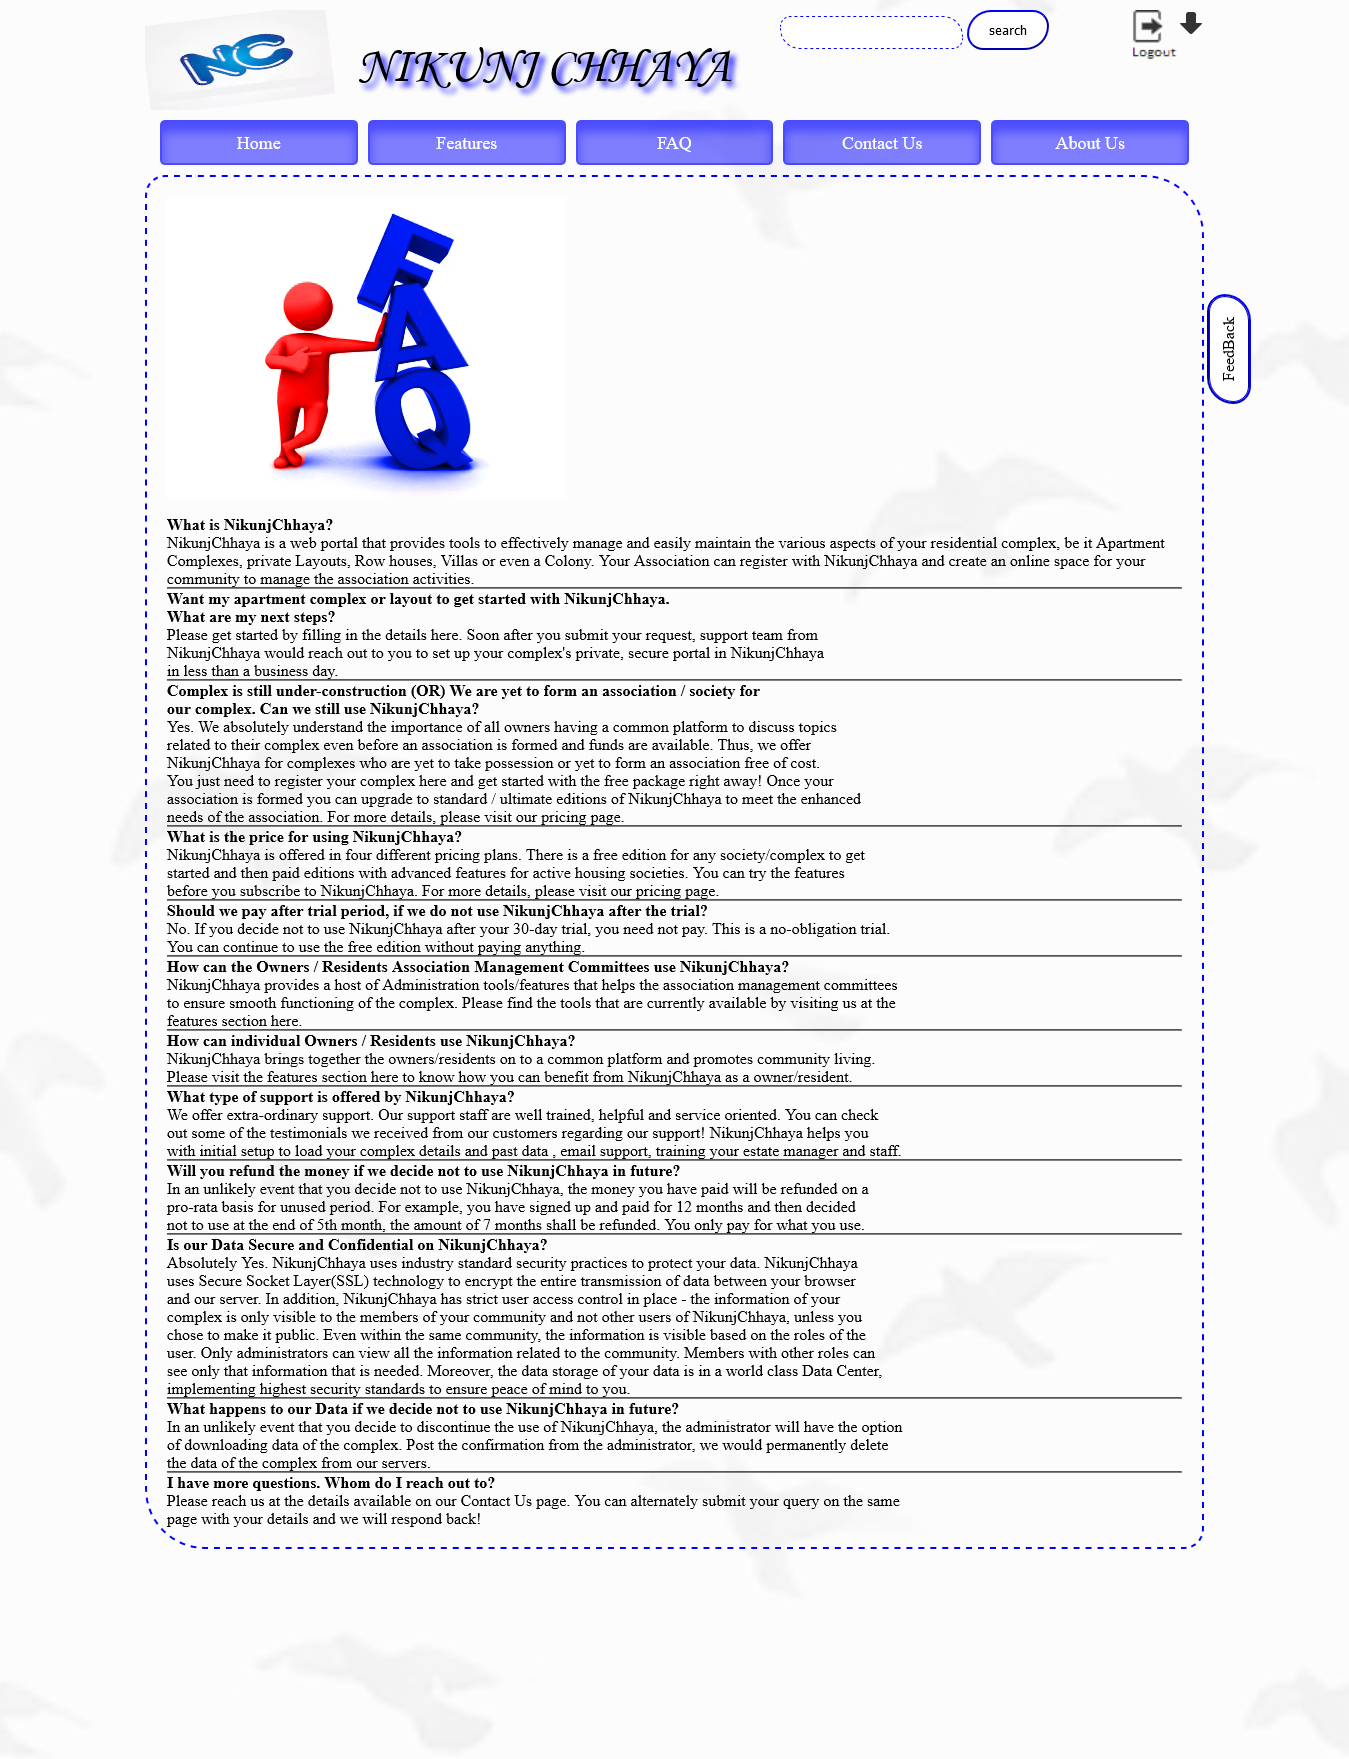 NC
NIKUNJ CHHAYA
search
Logout
Home
Features
FAQ
Contact Us
About Us
FAQ
FeedBack
What is NikunjChhaya?
NikunjChhaya is a web portal that provides tools to effectively manage and easily maintain the various aspects of your residential complex, be it Apartment
Complexes, private Layouts, Row houses, Villas or even a Colony. Your Association can register with NikunjChhaya and create an online space for your
community to manage the association activities.
Want my apartment complex or layout to get started with NikunjChhaya.
What are my next steps?
Please get started by filling in the details here. Soon after you submit your request, support team from
NikunjChhaya would reach out to you to set up your complex's private, secure portal in NikunjChhaya
in less than a business day.
Complex is still under-construction (OR) We are yet to form an association / society for
our complex. Can we still use NikunjChhaya?
Yes. We absolutely understand the importance of all owners having a common platform to discuss topics
related to their complex even before an association is formed and funds are available. Thus, we offer
NikunjChhaya for complexes who are yet to take possession or yet to form an association free of cost.
You just need to register your complex here and get started with the free package right away! Once your
association is formed you can upgrade to standard / ultimate editions of NikunjChhaya to meet the enhanced
needs of the association. For more details, please visit our pricing page.
What is the price for using NikunjChhaya?
NikunjChhaya is offered in four different pricing plans. There is a free edition for any society/complex to get
started and then paid editions with advanced features for active housing societies. You can try the features
before you subscribe to NikunjChhaya. For more details, please visit our pricing page.
Should we pay after trial period, if we do not use NikunjChhaya after the trial?
No. If you decide not to use NikunjChhaya after your 30-day trial, you need not pay. This is a no-obligation trial.
You can continue to use the free edition without paying anything.
How can the Owners / Residents Association Management Committees use NikunjChhaya?
NikunjChhaya provides a host of Administration tools/features that helps the association management committees
to ensure smooth functioning of the complex. Please find the tools that are currently available by visiting us at the
features section here.
How can individual Owners / Residents use NikunjChhaya?
NikunjChhaya brings together the owners/residents on to a common platform and promotes community living.
Please visit the features section here to know how you can benefit from NikunjChhaya as a owner/resident.
What type of support is offered by NikunjChhaya?
We offer extra-ordinary support. Our support staff are well trained, helpful and service oriented. You can check
out some of the testimonials we received from our customers regarding our support! NikunjChhaya helps you
with initial setup to load your complex details and past data , email support, training your estate manager and staff.
Will you refund the money if we decide not to use NikunjChhaya in future?
In an unlikely event that you decide not to use NikunjChhaya, the money you have paid will be refunded on a
pro-rata basis for unused period. For example, you have signed up and paid for 12 months and then decided
not to use at the end of 5th month, the amount of 7 months shall be refunded. You only pay for what you use.
Is our Data Secure and Confidential on NikunjChhaya?
Absolutely Yes. NikunjChhaya uses industry standard security practices to protect your data. NikunjChhaya
uses Secure Socket Layer(SSL) technology to encrypt the entire transmission of data between your browser
and our server. In addition, NikunjChhaya has strict user access control in place - the information of your
complex is only visible to the members of your community and not other users of NikunjChhaya, unless you
chose to make it public. Even within the same community, the information is visible based on the roles of the
user. Only administrators can view all the information related to the community. Members with other roles can
see only that information that is needed. Moreover, the data storage of your data is in a world class Data Center,
implementing highest security standards to ensure peace of mind to you.
What happens to our Data if we decide not to use NikunjChhaya in future?
In an unlikely event that you decide to discontinue the use of NikunjChhaya, the administrator will have the option
of downloading data of the complex. Post the confirmation from the administrator, we would permanently delete
the data of the complex from our servers.
I have more questions. Whom do I reach out to?
Please reach us at the details available on our Contact Us page. You can alternately submit your query on the same
page with your details and we will respond back!